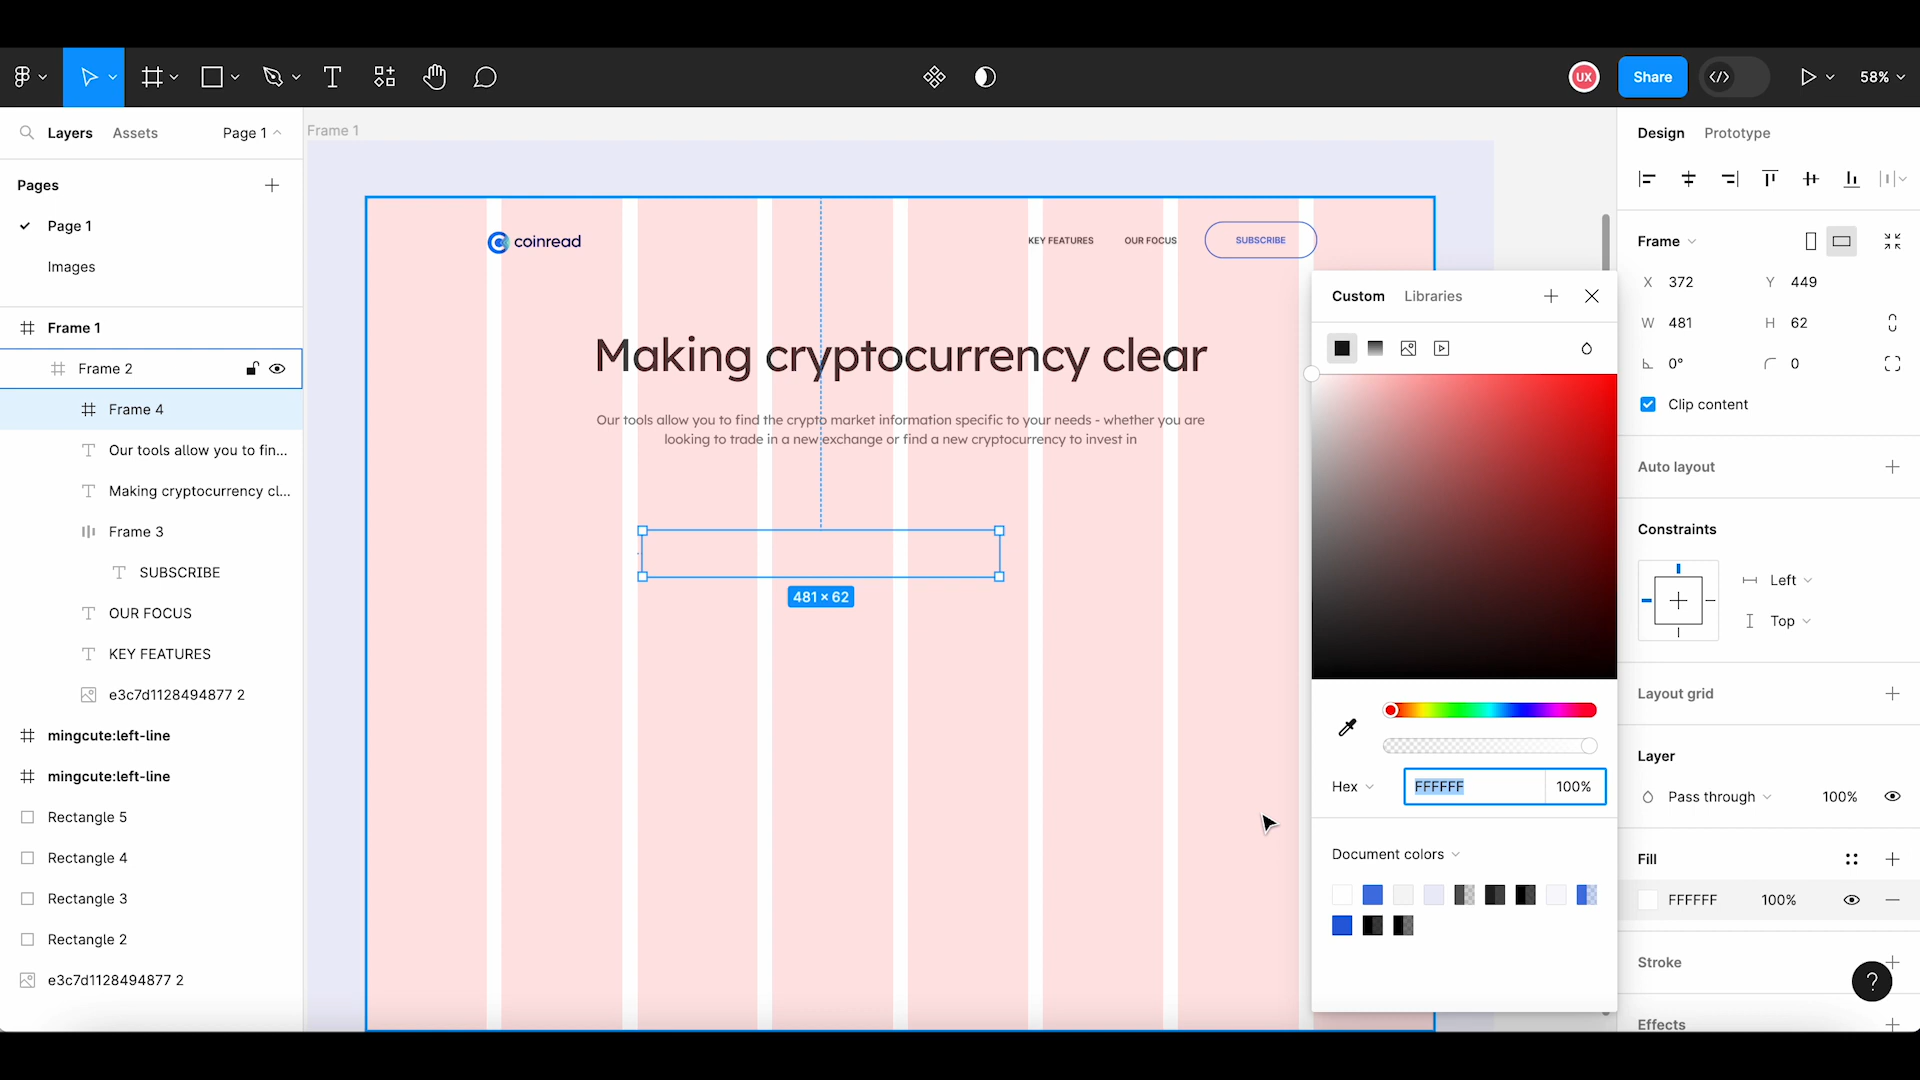 58%
UX
Share
Layers
Assets
Page 1
Pages
Page 1
Images
Frame 1
Frame 2
Frame 4
Our tools allow you to fin...
Making cryptocurrency cl...
Frame 3
SUBSCRIBE
OUR FOCUS
KEY FEATURES
e3c7d1128494877 2
mingcute:left-line
mingcute:left-line
Rectangle 5
Rectangle 4
Rectangle 3
Rectangle 2
e3c7d1128494877 2
Frame 1
coinread
KEY FEATURES
OUR FOCUS
SUBSCRIBE
Making cryptocurrency clear
Our tools allow you to find the crypto market information specific to your needs - whether you are
looking to trade in a new exchange or find a new cryptocurrency to invest in
481 × 62
Custom
Libraries
Hex
FFFFFF
100%
Document colors
Design
Prototype
Frame
X 372
Y 449
W 481
H 62
0°
0
Clip content
Auto layout
Constraints
Left
Top
Layout grid
Layer
Pass through
100%
Fill
FFFFFF
100%
Stroke
?
Effects